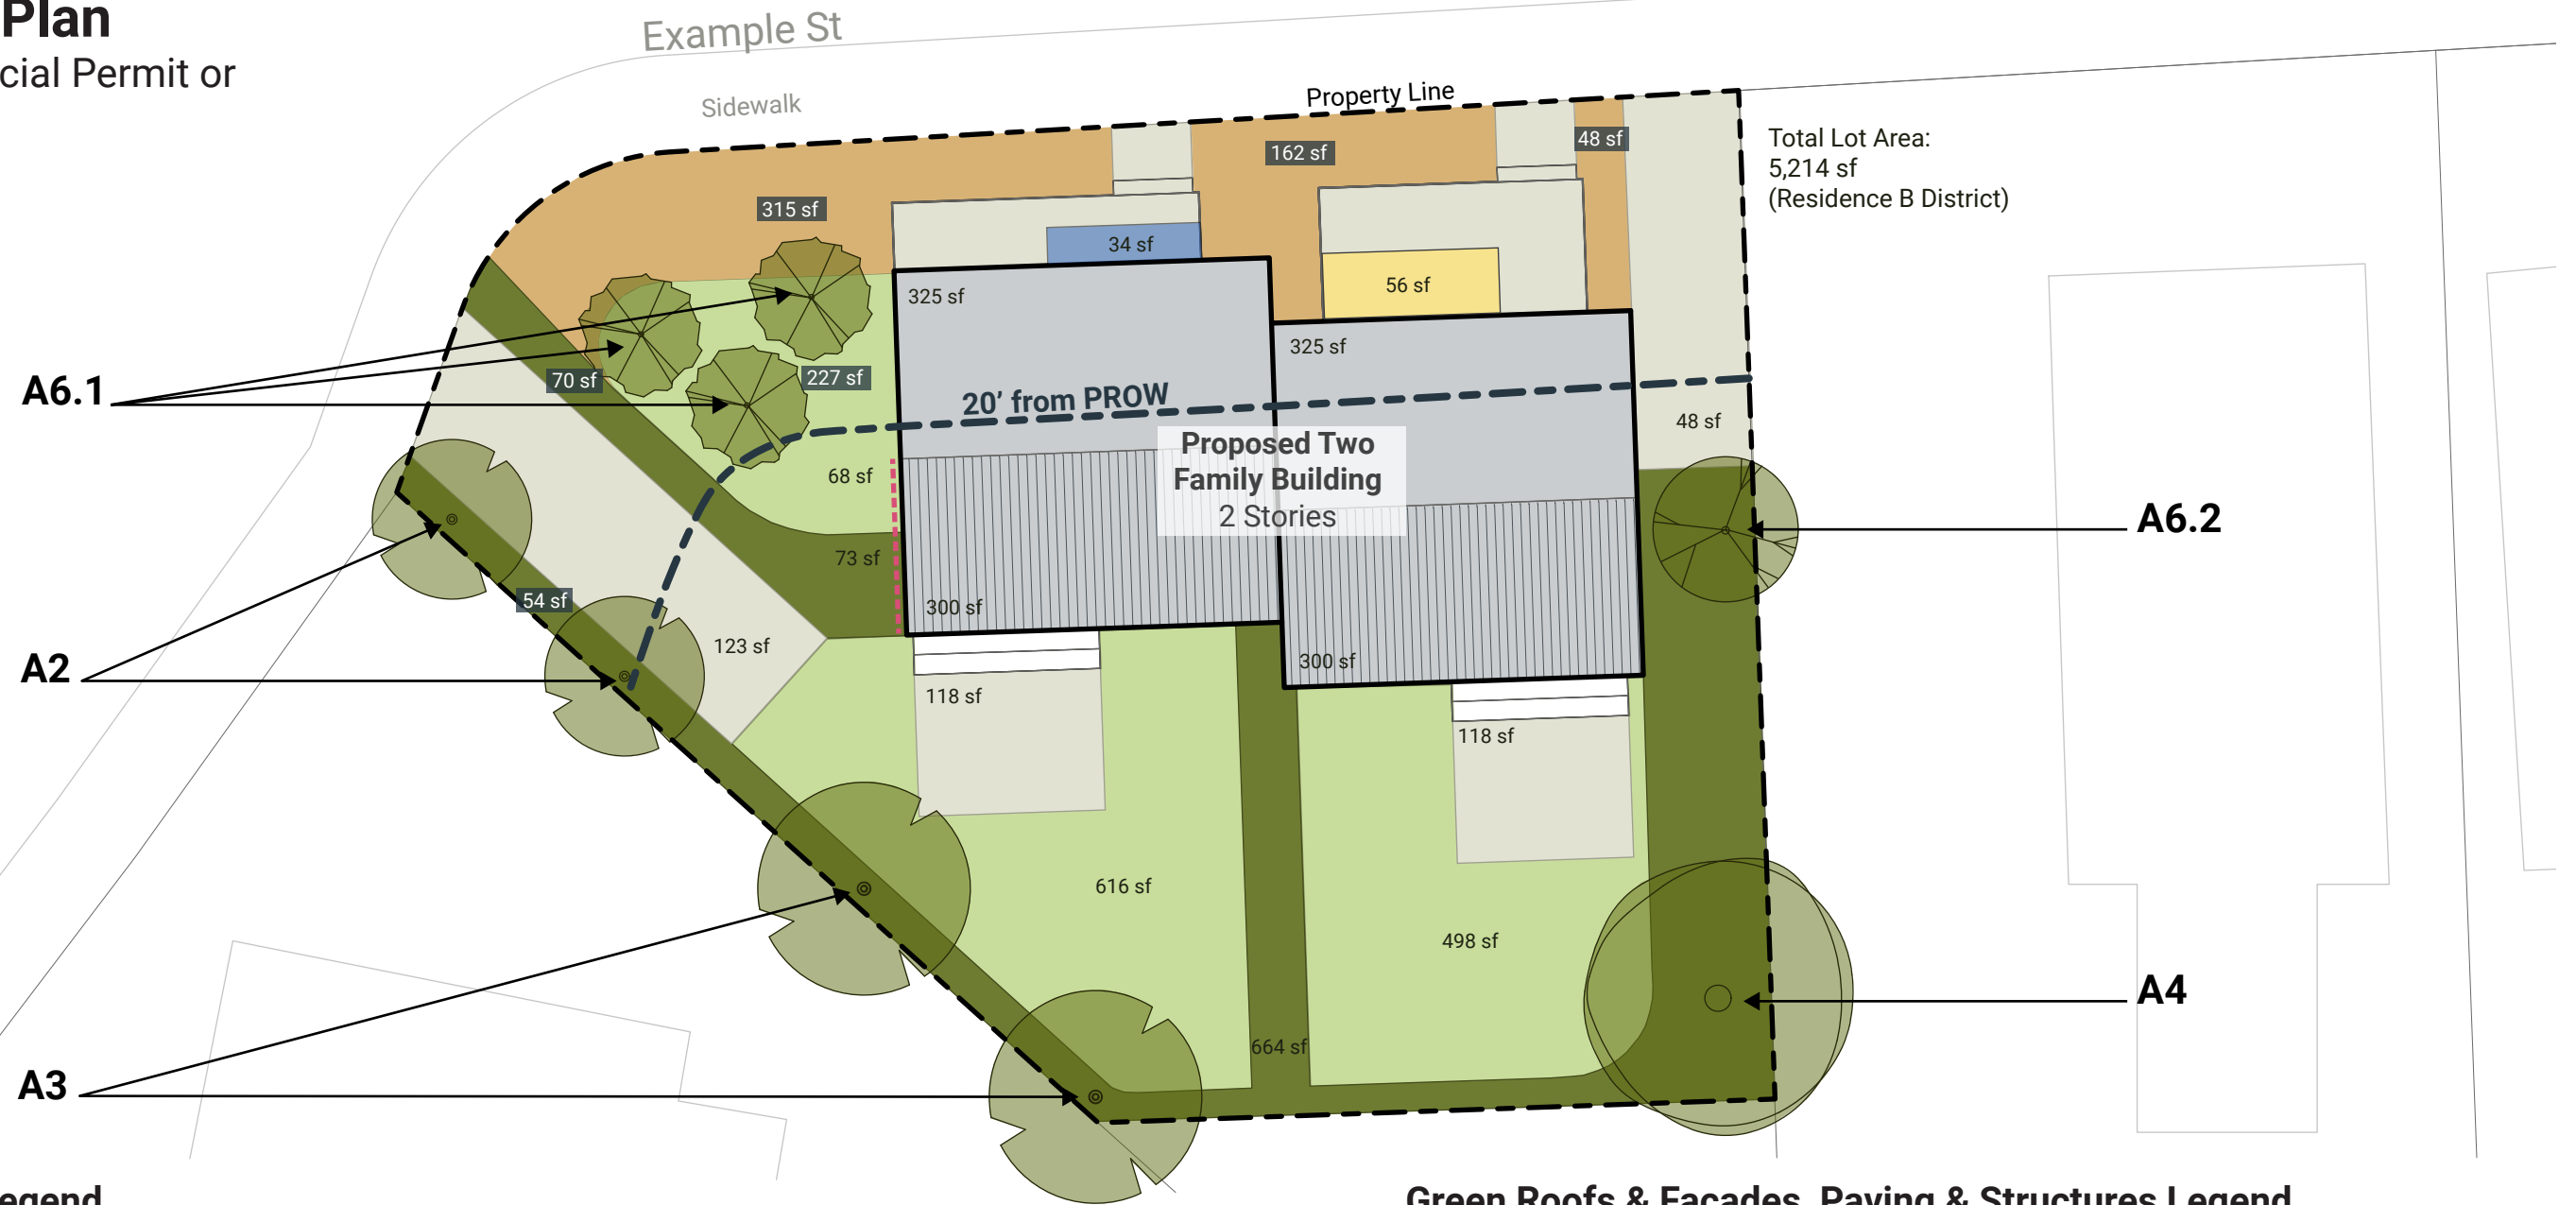 Plan
cial Permit or
Example St
Sidewalk
Property Line
Total Lot Area:
5,214 sf
(Residence B District)
48 sf
162 sf
315 sf
34 sf
56 sf
325 sf
325 sf
A6.1
70 sf
227 sf
20’ from PROW
48 sf
Proposed Two
Family Building
2 Stories
68 sf
A6.2
73 sf
54 sf
300 sf
123 sf
300 sf
A2
118 sf
118 sf
616 sf
498 sf
A4
664 sf
A3
egend
Green Roofs & Facades, Paving & Structures Legend